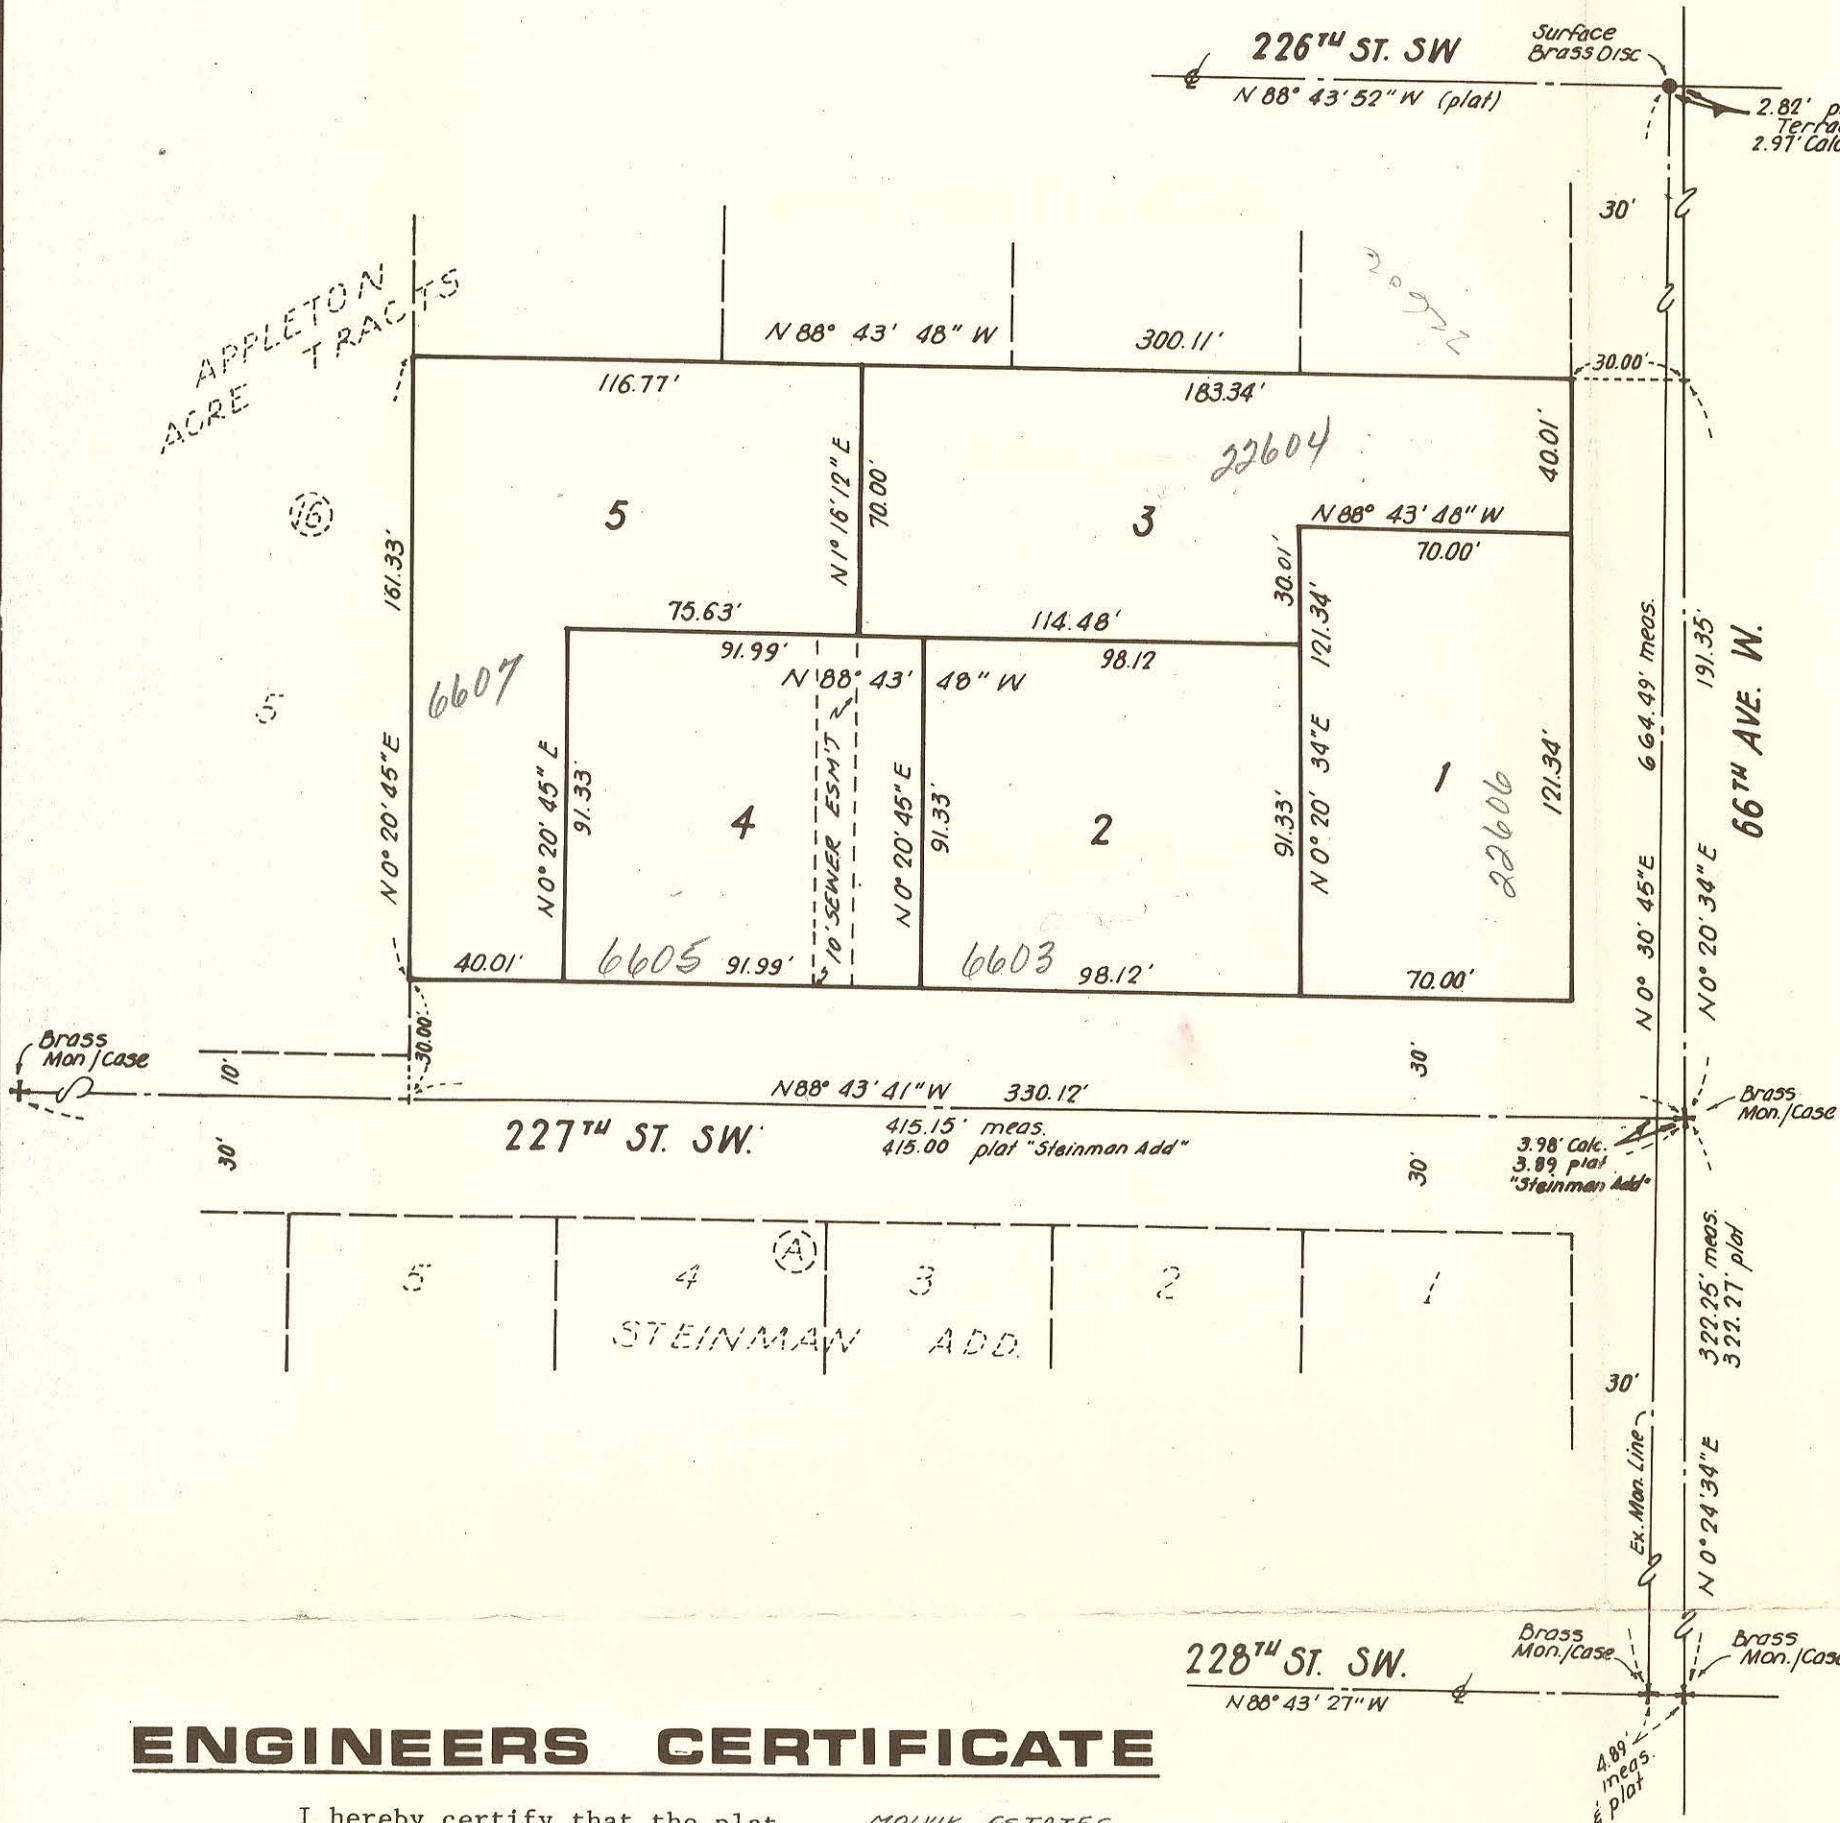 226TH ST. SW
Surface
Brass Disc
N 88° 43' 52" W (plat)
2.82'
2.97' Calc
30'
APPLETON
ACRE TRACTS
N 88° 43' 48" W
300.11'
30.00'
116.77'
183.34'
40.01'
22604
N 1° 16' 12" E
70.00'
5
3
16
161.33'
N 88° 43' 48" W
70.00'
30.01'
121.34'
75.63'
114.48'
91.99'
98.12
N 88° 43' 48" W
664.49' meas.
191.35'
66TH AVE. W.
6607
5
N 0° 20' 45" E
N 0° 20' 45" E
91.33'
4
10' SEWER ESM'T
N 0° 20' 45" E
91.33'
2
91.33'
N 0° 20' 34" E
1
22606
121.34'
N 0° 30' 45" E
N 0° 20' 34" E
40.01'
6605
91.99'
6603
98.12'
70.00'
Brass
Mon/Case
10'
30.00'
N 88° 43' 41" W 330.12'
30'
Brass
Mon./Case
227TH ST. SW.
415.15' meas.
415.00 plat "Steinman Add"
30'
30'
3.98' Calc.
3.89 plat
"Steinman Add"
322.25' meas.
322.27' plat
5
4
A
3
2
1
STEINMAN ADD.
30'
Ex. Mon. Line
N 0° 24' 34" E
228TH ST. SW.
N 88° 43' 27" W
Brass
Mon./Case
Brass
Mon./Case
4.89'
meas.
& plat
ENGINEERS CERTIFICATE
I hereby certify that the plat